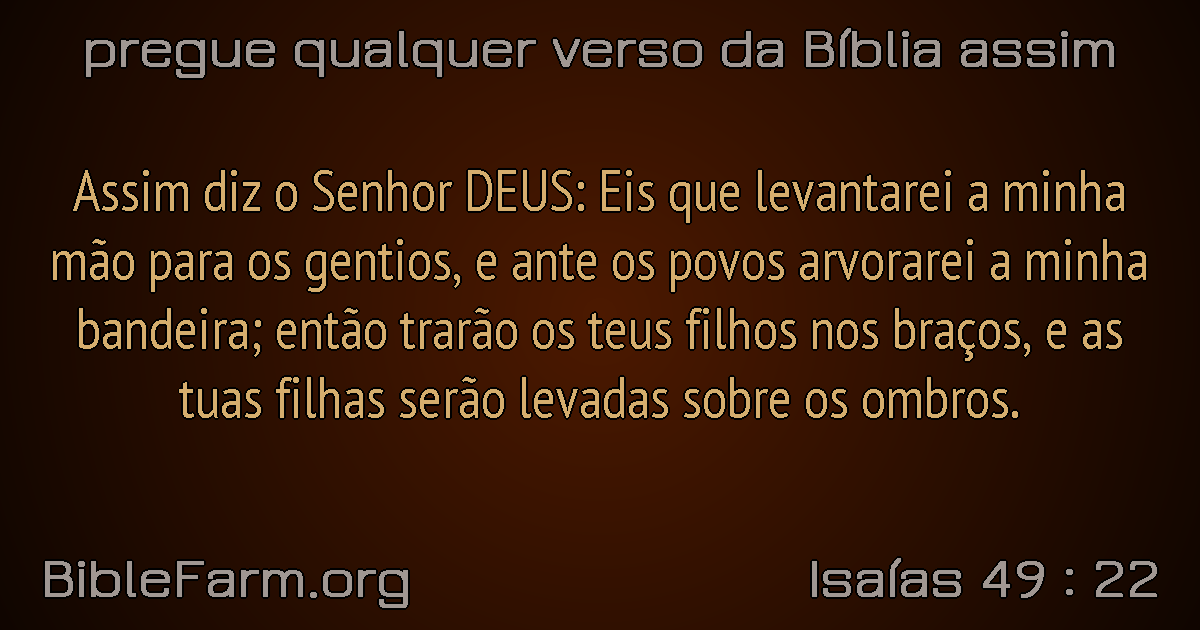 pregue qualquer verso da Bíblia assim
Assim diz o Senhor DEUS: Eis que levantarei a minha
mão para os gentios, e ante os povos arvorarei a minha
bandeira; então trarão os teus filhos nos braços, e as
tuas filhas serão levadas sobre os ombros.
BibleFarm.org
Isaías 49 : 22